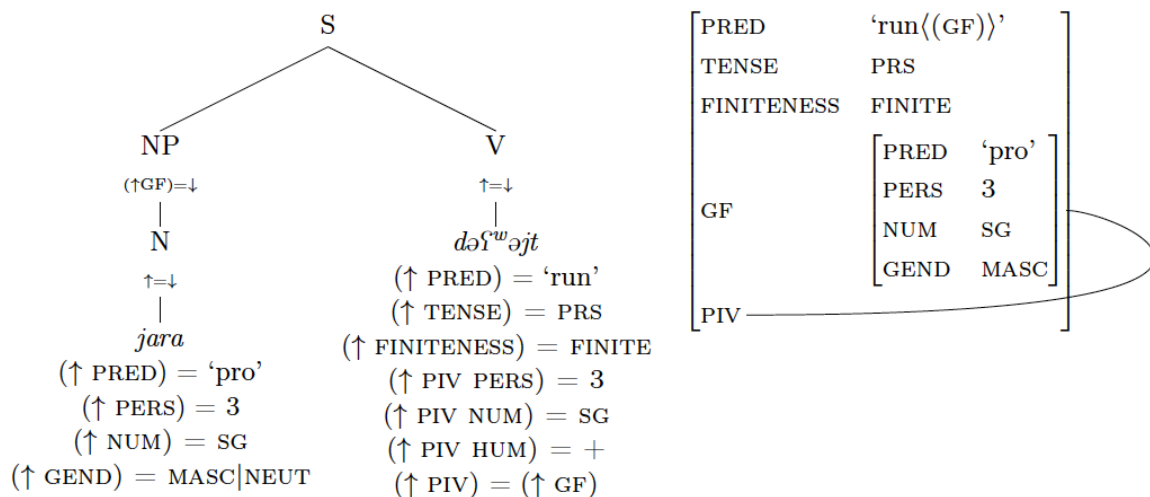 S
NP V
(↑GF)=↓ ↑=↓
N dəʕʷəjt
↑=↓ (↑ PRED) = ‘run’
(↑ TENSE) = PRS
jara (↑ FINITENESS) = FINITE
(↑ PRED) = ‘pro’ (↑ PIV PERS) = 3
(↑ PERS) = 3 (↑ PIV NUM) = SG
(↑ NUM) = SG (↑ PIV HUM) = +
(↑ GEND) = MASC|NEUT (↑ PIV) = (↑ GF)
PRED ‘run⟨(GF)⟩’
TENSE PRS
FINITENESS FINITE
GF
PRED ‘pro’
PERS 3
NUM SG
GEND MASC
PIV